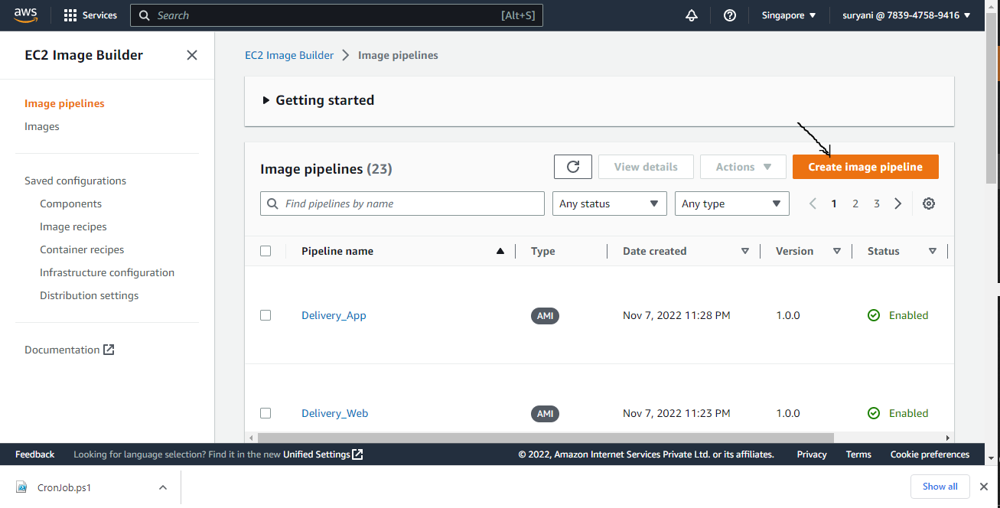 aws Services Search [Alt+S] Singapore suryani @ 7839-4758-9416
EC2 Image Builder
Image pipelines
Images
Saved configurations
Components
Image recipes
Container recipes
Infrastructure configuration
Distribution settings
Documentation
EC2 Image Builder Image pipelines
Getting started
Image pipelines (23) View details Actions Create image pipeline
Find pipelines by name Any status Any type 1 2 3
Pipeline name Type Date created Version Status
Delivery_App AMI Nov 7, 2022 11:28 PM 1.0.0 Enabled
Delivery_Web AMI Nov 7, 2022 11:23 PM 1.0.0 Enabled
Feedback Looking for language selection? Find it in the new Unified Settings © 2022, Amazon Internet Services Private Ltd. or its affiliates. Privacy Terms Cookie preferences
CronJob.ps1 Show all